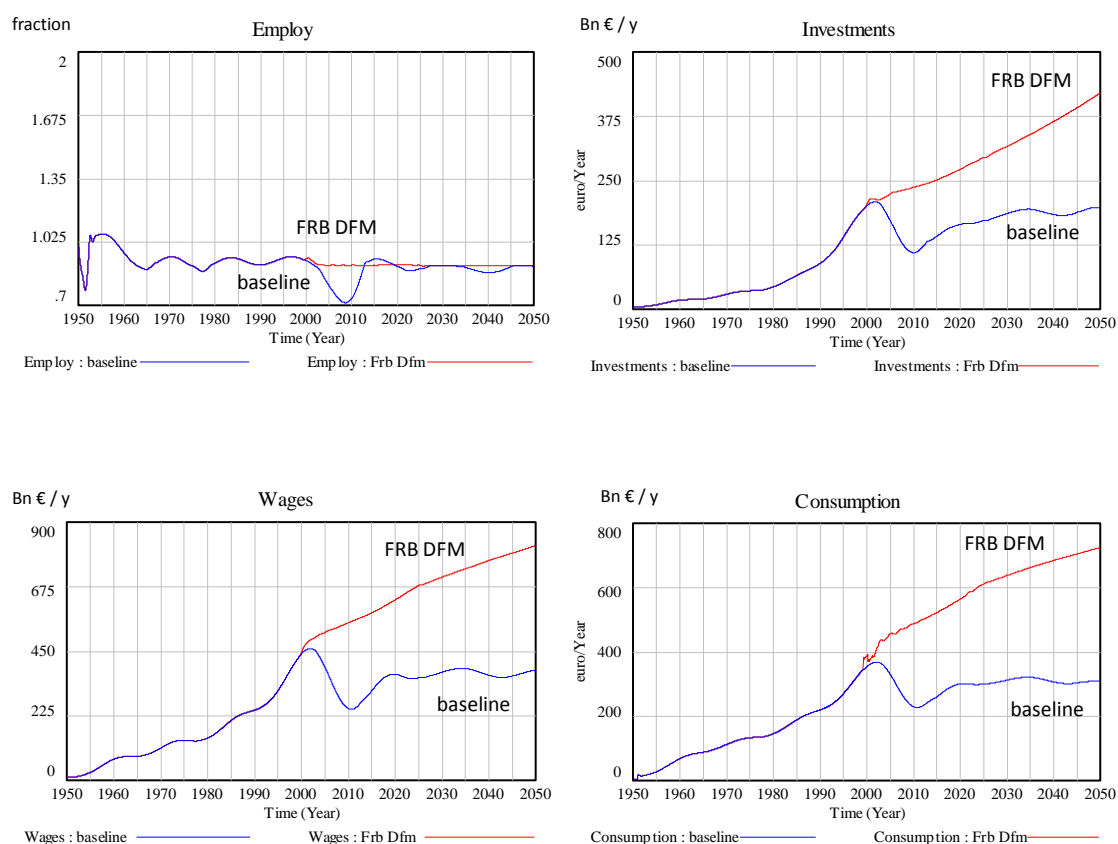 fraction
Employ
2
1.675
1.35
1.025
.7
FRB DFM
baseline
1950 1960 1970 1980 1990 2000 2010 2020 2030 2040 2050
Time (Year)
Employ : baseline
Employ : Frb Dfm
Bn € / y
Investments
500
375
250
125
0
euro/Year
FRB DFM
baseline
1950 1960 1970 1980 1990 2000 2010 2020 2030 2040 2050
Time (Year)
Investments : baseline
Investments : Frb Dfm
Bn € / y
Wages
900
675
450
225
0
FRB DFM
baseline
1950 1960 1970 1980 1990 2000 2010 2020 2030 2040 2050
Time (Year)
Wages : baseline
Wages : Frb Dfm
Bn € / y
Consumption
800
600
400
200
0
euro/Year
FRB DFM
baseline
1950 1960 1970 1980 1990 2000 2010 2020 2030 2040 2050
Time (Year)
Consumption : baseline
Consumption : Frb Dfm